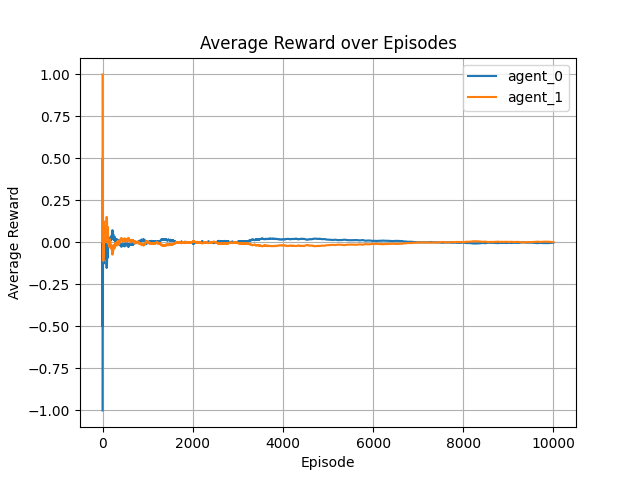 Average Reward over Episodes
agent_0
agent_1
1.00
0.75
0.50
0.25
0.00
−0.25
−0.50
−0.75
−1.00
Average Reward
0 2000 4000 6000 8000 10000
Episode